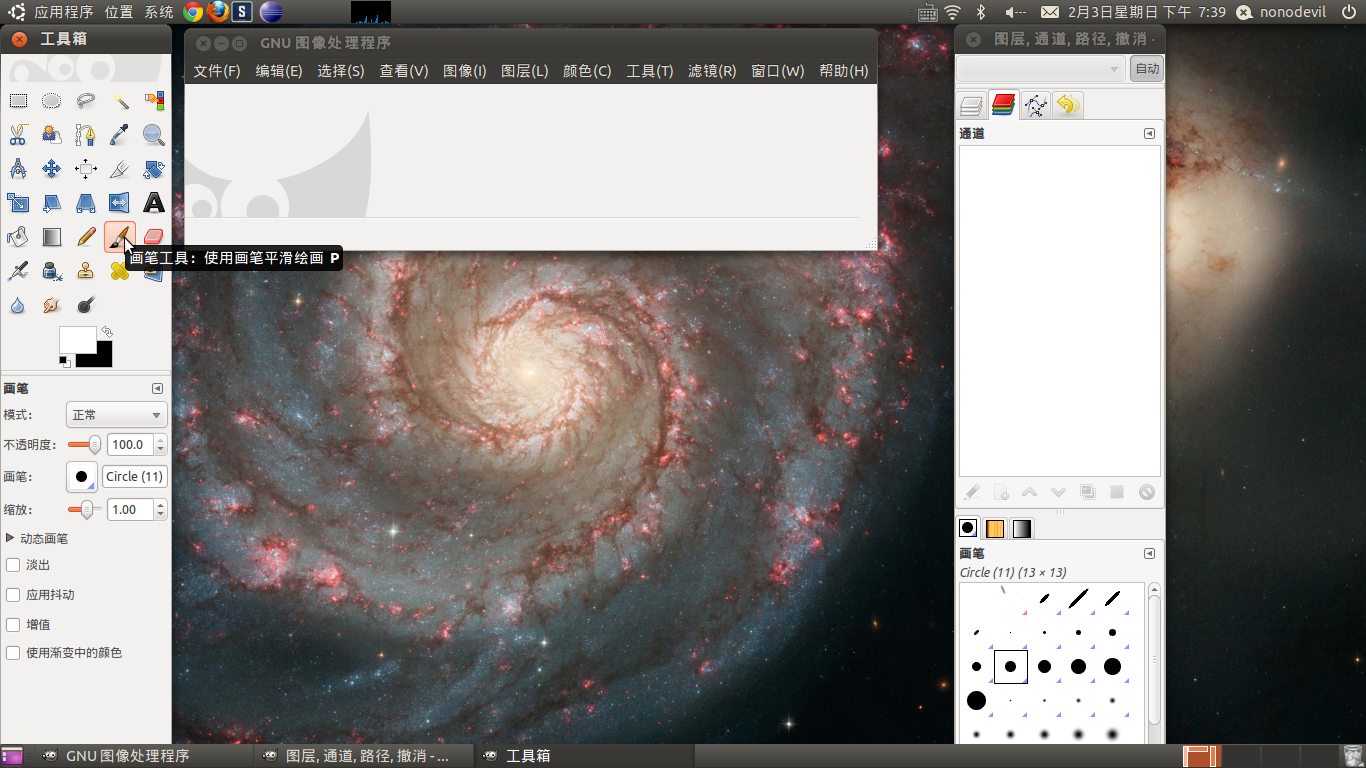 应用程序 位置 系统 S 2月3日星期日 下午 7:39 nonodevil
工具箱
GNU 图像处理程序
文件(F) 编辑(E) 选择(S) 查看(V) 图像(I) 图层(L) 颜色(C) 工具(T) 滤镜(R) 窗口(W) 帮助(H)
画笔工具：使用画笔平滑绘画 P
画笔
模式：
正常
不透明度：
100.0
画笔：
Circle (11)
缩放：
1.00
动态画笔
淡出
应用抖动
增值
使用渐变中的颜色
图层, 通道, 路径, 撤消 -
自动
通道
画笔
Circle (11) (13 × 13)
GNU 图像处理程序
图层, 通道, 路径, 撤消 - ...
工具箱